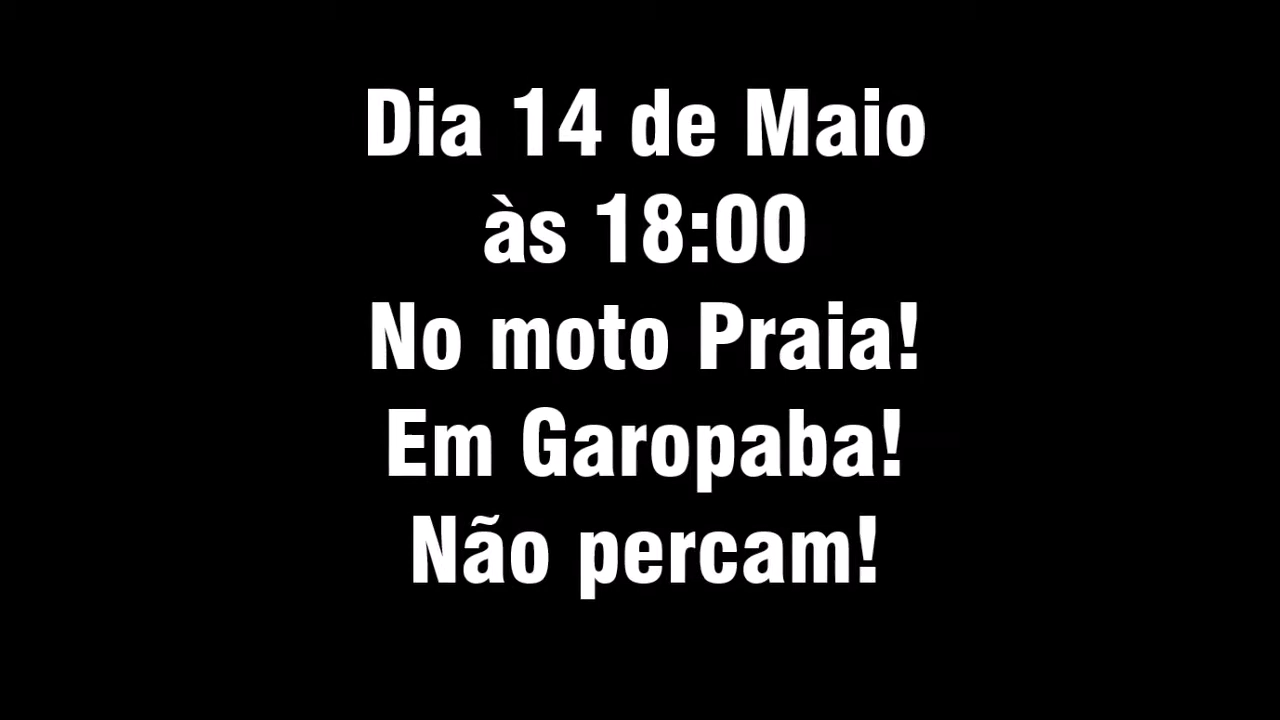 Dia 14 de Maio
às 18:00
No moto Praia!
Em Garopaba!
Não percam!